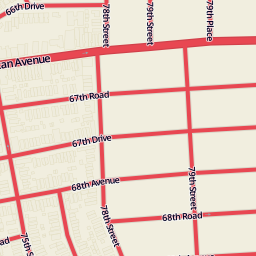 66th Drive
78th Street
79th Street
79th Place
an Avenue
67th Road
67th Drive
68th Avenue
79th Street
78th Street
68th Road
75th S
ad